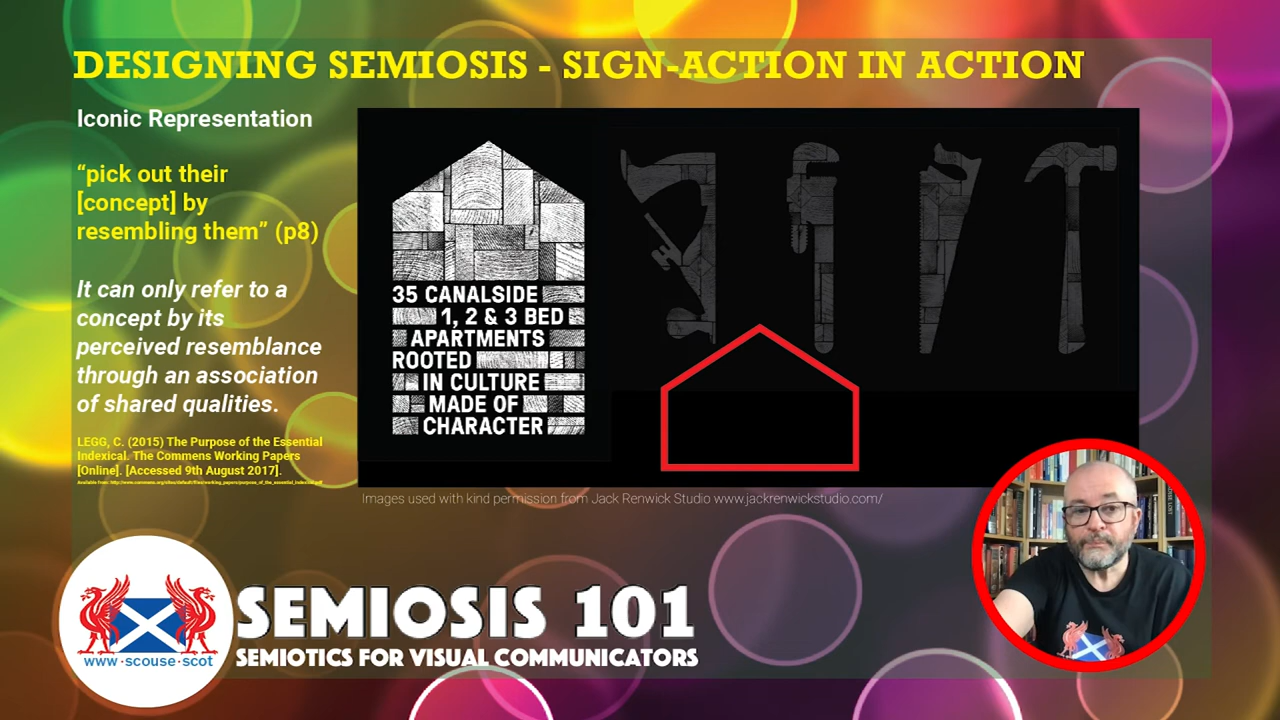 DESIGNING SEMIOSIS - SIGN-ACTION IN ACTION
Iconic Representation
“pick out their
[concept] by
resembling them” (p8)
It can only refer to a
concept by its
perceived resemblance
through an association
of shared qualities.
LEGG, C. (2015) The Purpose of the Essential
Indexical. The Commens Working Papers
[Online]. [Accessed 9th August 2017].
35 CANALSIDE
1, 2 & 3 BED
APARTMENTS
ROOTED
IN CULTURE
MADE OF
CHARACTER
Images used with kind permission from Jack Renwick Studio www.jackrenwickstudio.com/
www·scouse·scot
SEMIOSIS 101
SEMIOTICS FOR VISUAL COMMUNICATORS